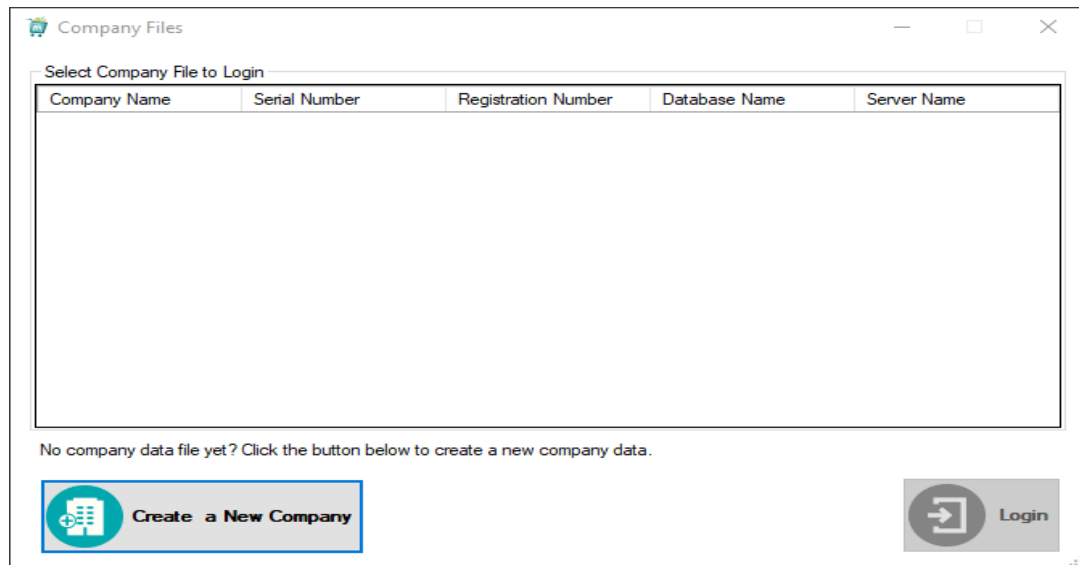 Company Files
Select Company File to Login
Company Name Serial Number Registration Number Database Name Server Name
No company data file yet? Click the button below to create a new company data.
Create a New Company
Login